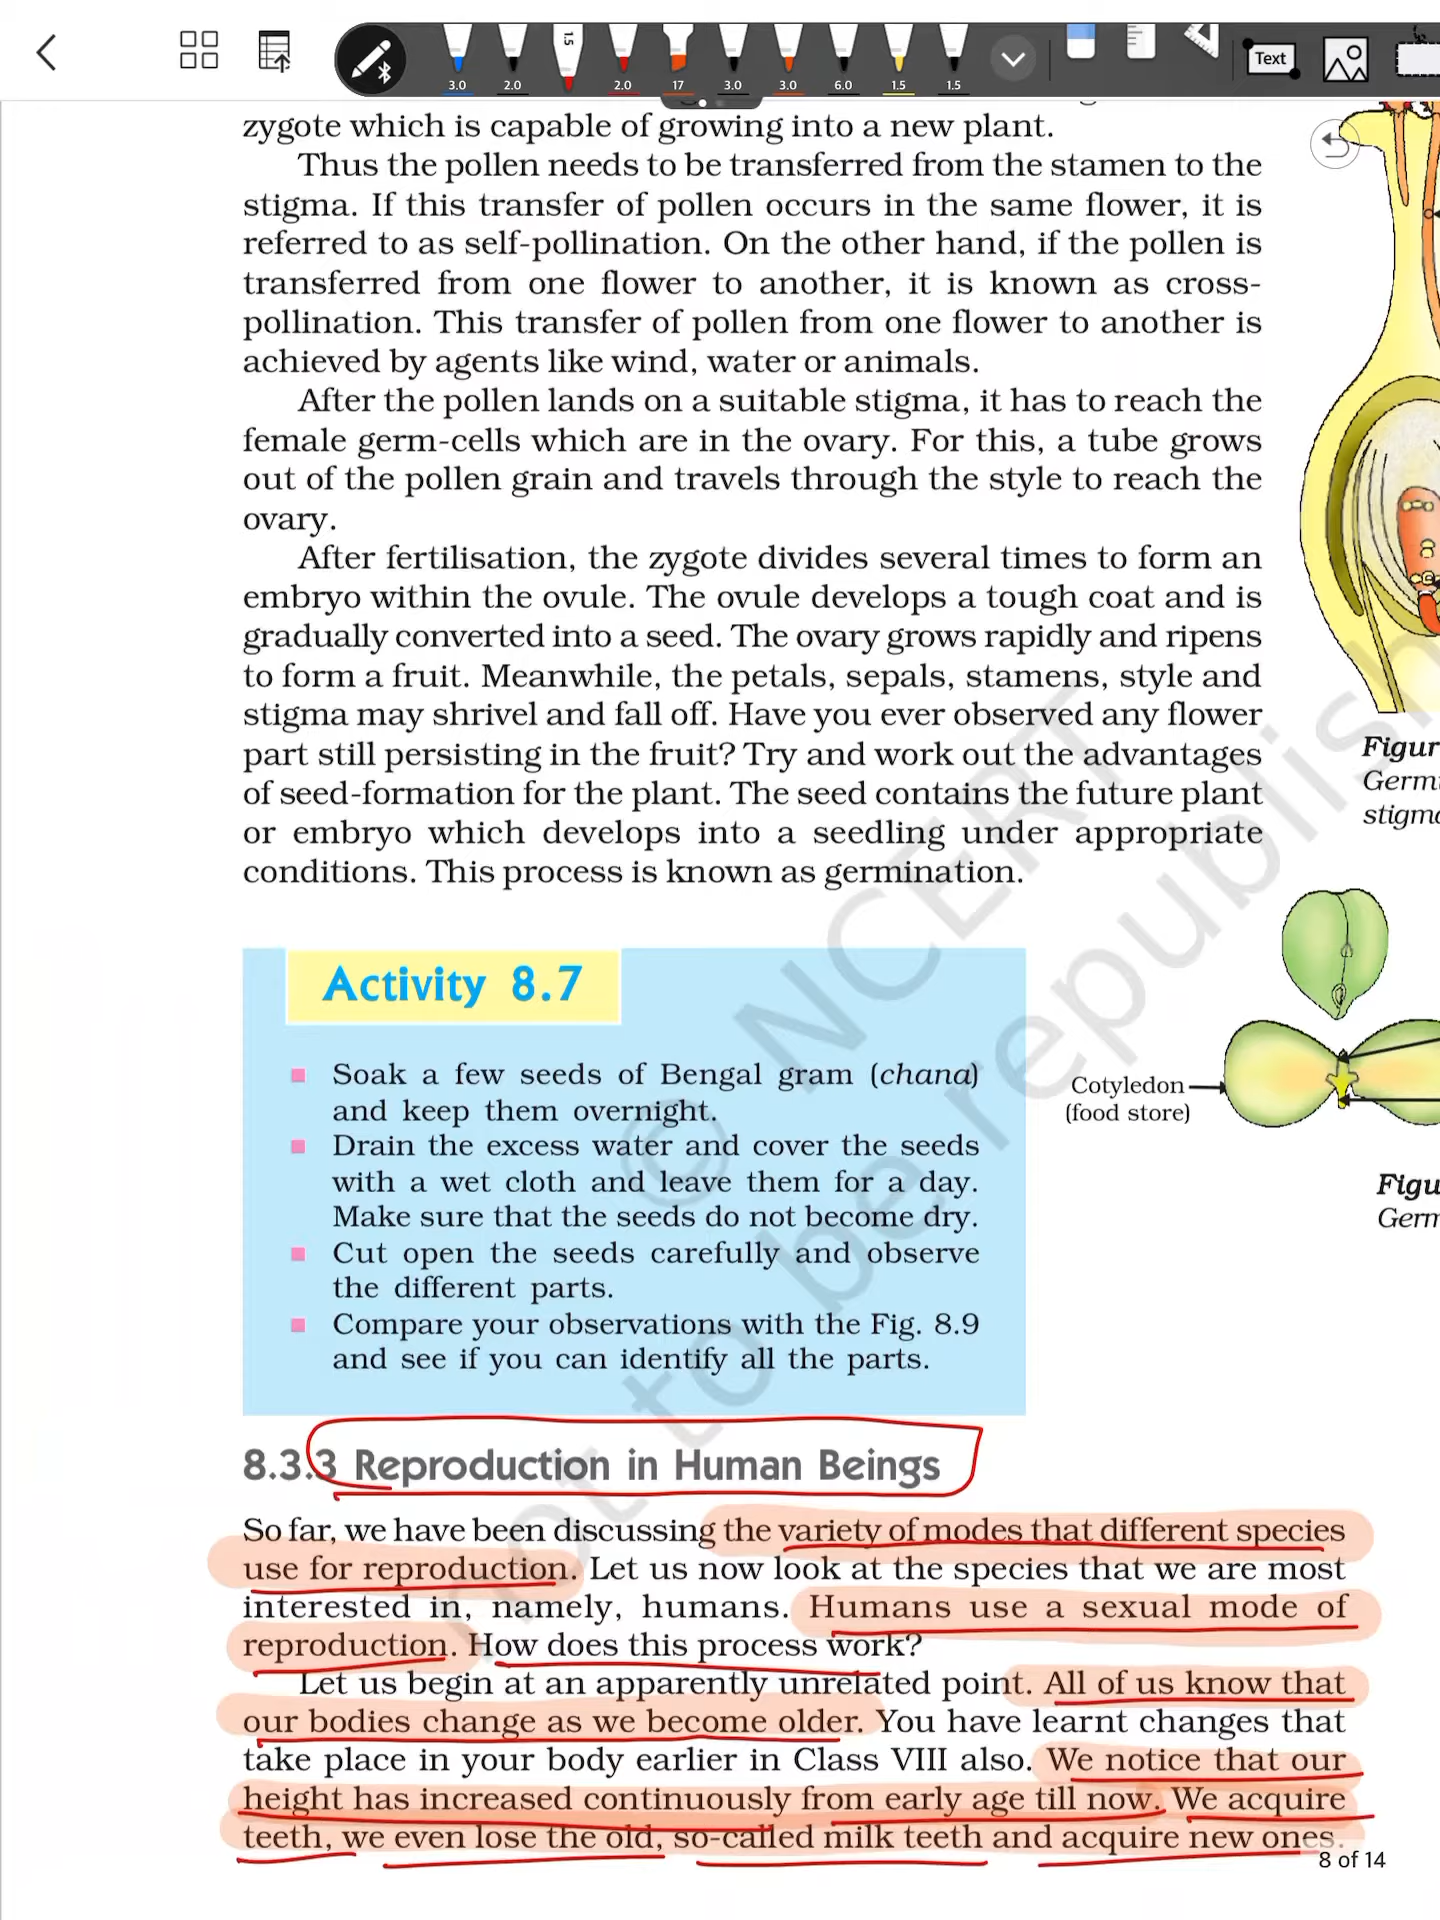 Text
3.0
2.0
1.5
2.0
17
3.0
3.0
6.0
1.5
1.5
zygote which is capable of growing into a new plant.
Thus the pollen needs to be transferred from the stamen to the
stigma. If this transfer of pollen occurs in the same flower, it is
referred to as self-pollination. On the other hand, if the pollen is
transferred from one flower to another, it is known as cross-
pollination. This transfer of pollen from one flower to another is
achieved by agents like wind, water or animals.
After the pollen lands on a suitable stigma, it has to reach the
female germ-cells which are in the ovary. For this, a tube grows
out of the pollen grain and travels through the style to reach the
ovary.
After fertilisation, the zygote divides several times to form an
embryo within the ovule. The ovule develops a tough coat and is
gradually converted into a seed. The ovary grows rapidly and ripens
to form a fruit. Meanwhile, the petals, sepals, stamens, style and
stigma may shrivel and fall off. Have you ever observed any flower
part still persisting in the fruit? Try and work out the advantages
of seed-formation for the plant. The seed contains the future plant
or embryo which develops into a seedling under appropriate
conditions. This process is known as germination.
Figur
Germ
stigm
Activity 8.7
Soak a few seeds of Bengal gram (chana)
and keep them overnight.
Drain the excess water and cover the seeds
with a wet cloth and leave them for a day.
Make sure that the seeds do not become dry.
Cut open the seeds carefully and observe
the different parts.
Compare your observations with the Fig. 8.9
and see if you can identify all the parts.
Cotyledon
(food store)
Figu
Germ
© NCERT
not to be republish
8.3.3 Reproduction in Human Beings
So far, we have been discussing the variety of modes that different species
use for reproduction. Let us now look at the species that we are most
interested in, namely, humans. Humans use a sexual mode of
reproduction. How does this process work?
Let us begin at an apparently unrelated point. All of us know that
our bodies change as we become older. You have learnt changes that
take place in your body earlier in Class VIII also. We notice that our
height has increased continuously from early age till now. We acquire
teeth, we even lose the old, so-called milk teeth and acquire new ones.
8 of 14